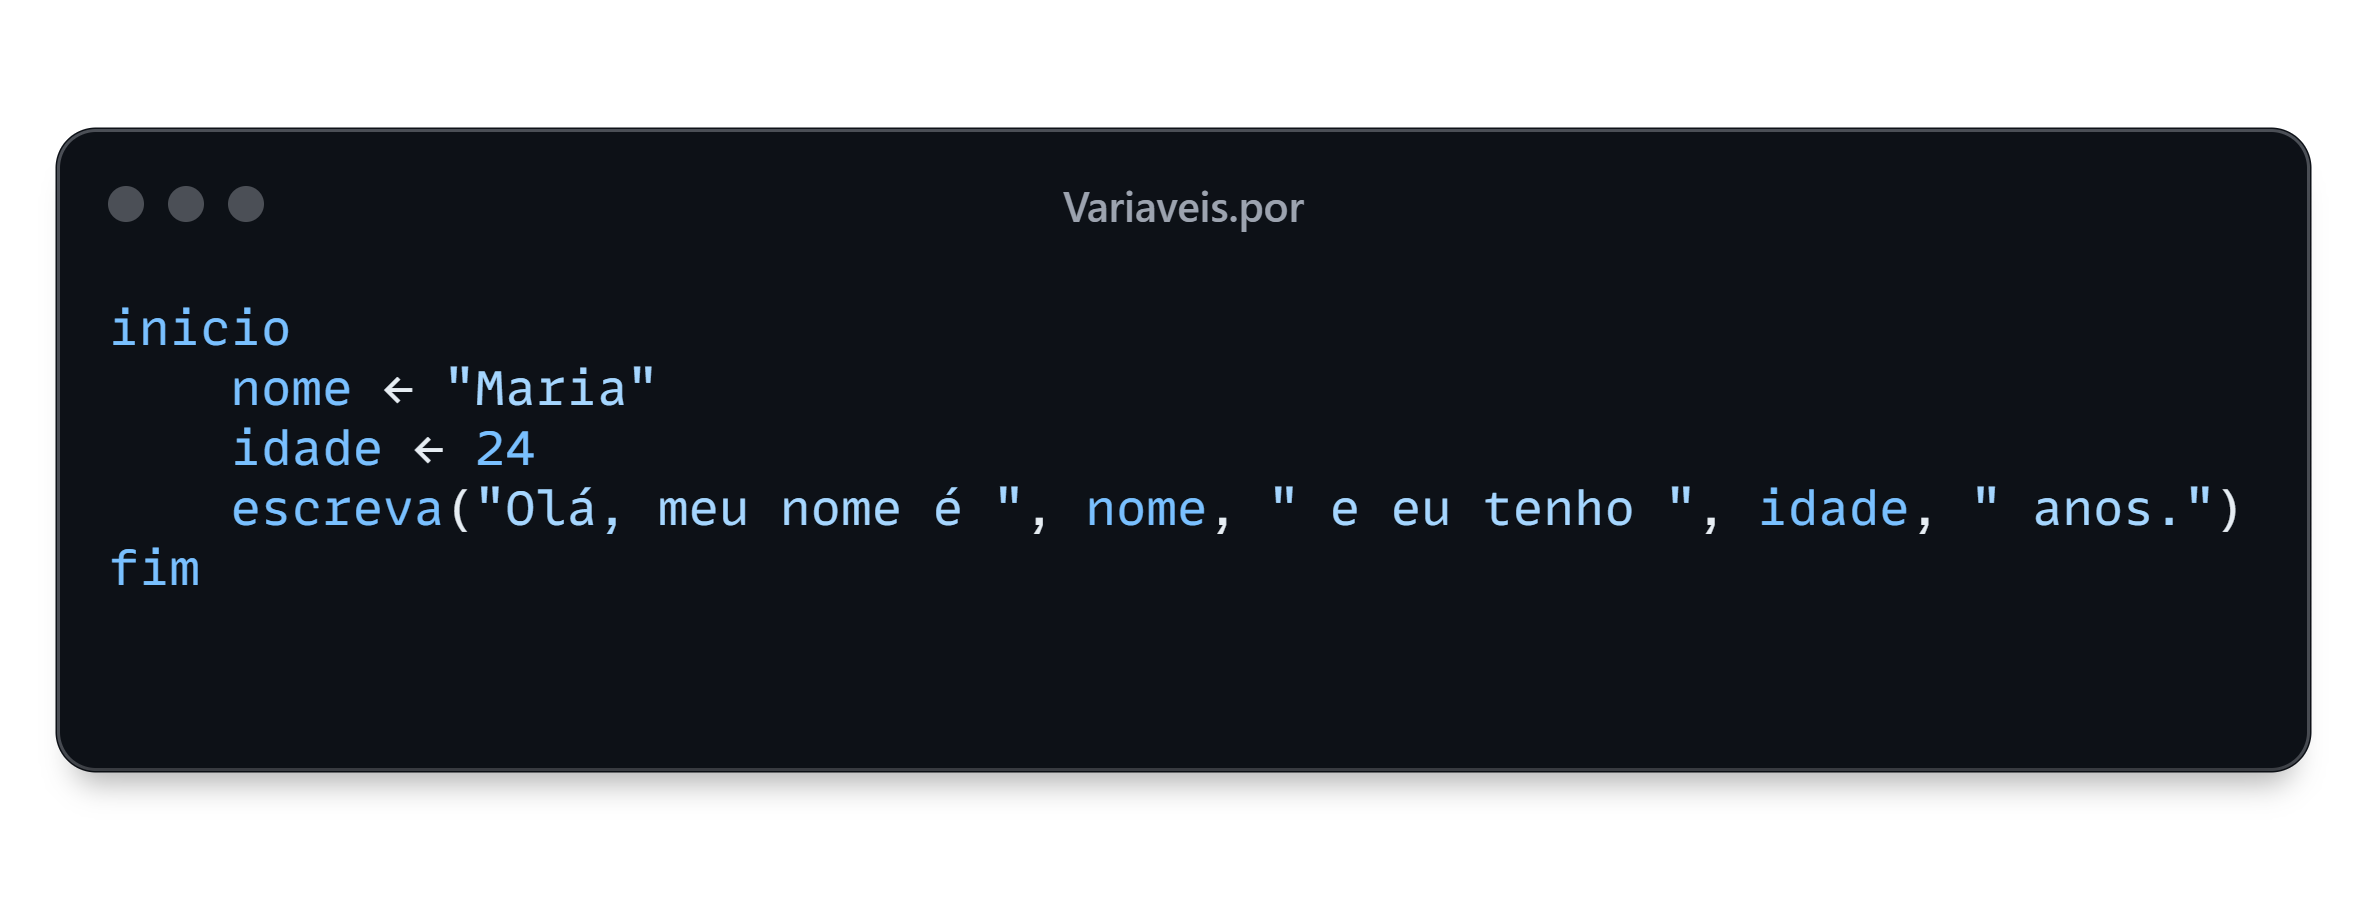 Variaveis.por
inicio
    nome ← "Maria"
    idade ← 24
    escreva("Olá, meu nome é ", nome, " e eu tenho ", idade, " anos.")
fim